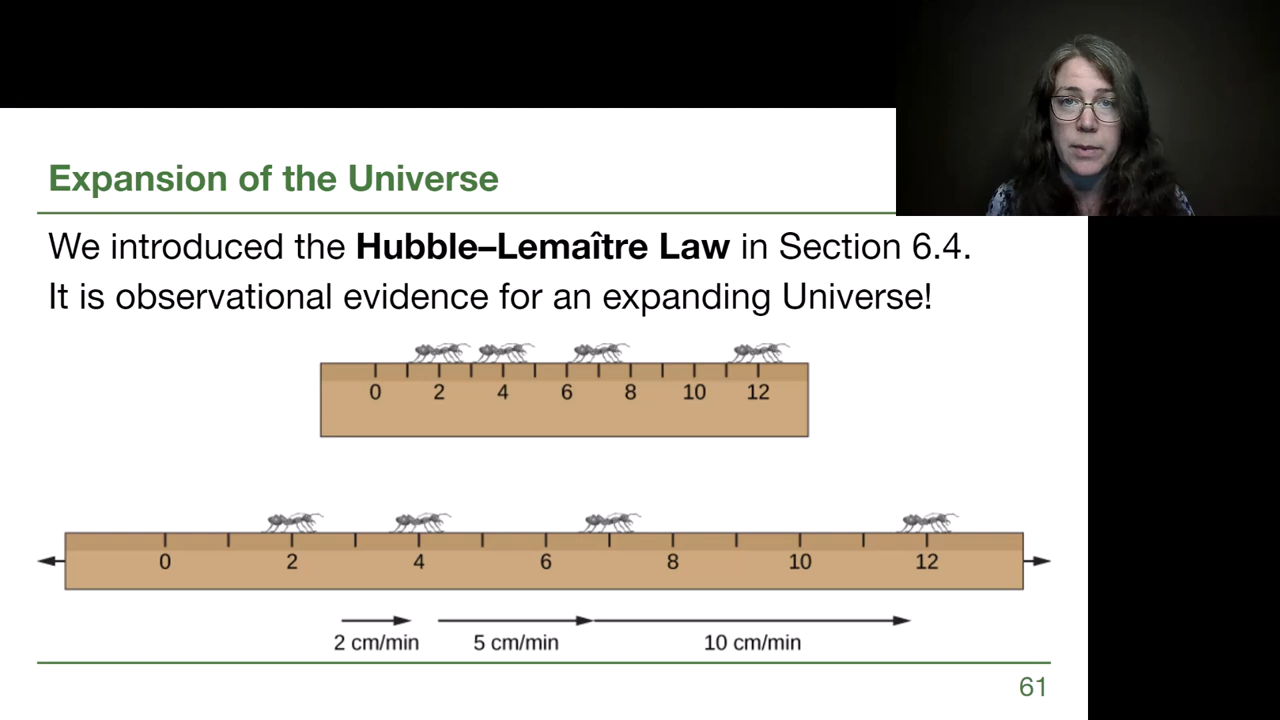 Expansion of the Universe
We introduced the Hubble–Lemaître Law in Section 6.4.
It is observational evidence for an expanding Universe!
0 2 4 6 8 10 12
0 2 4 6 8 10 12
2 cm/min 5 cm/min 10 cm/min
61